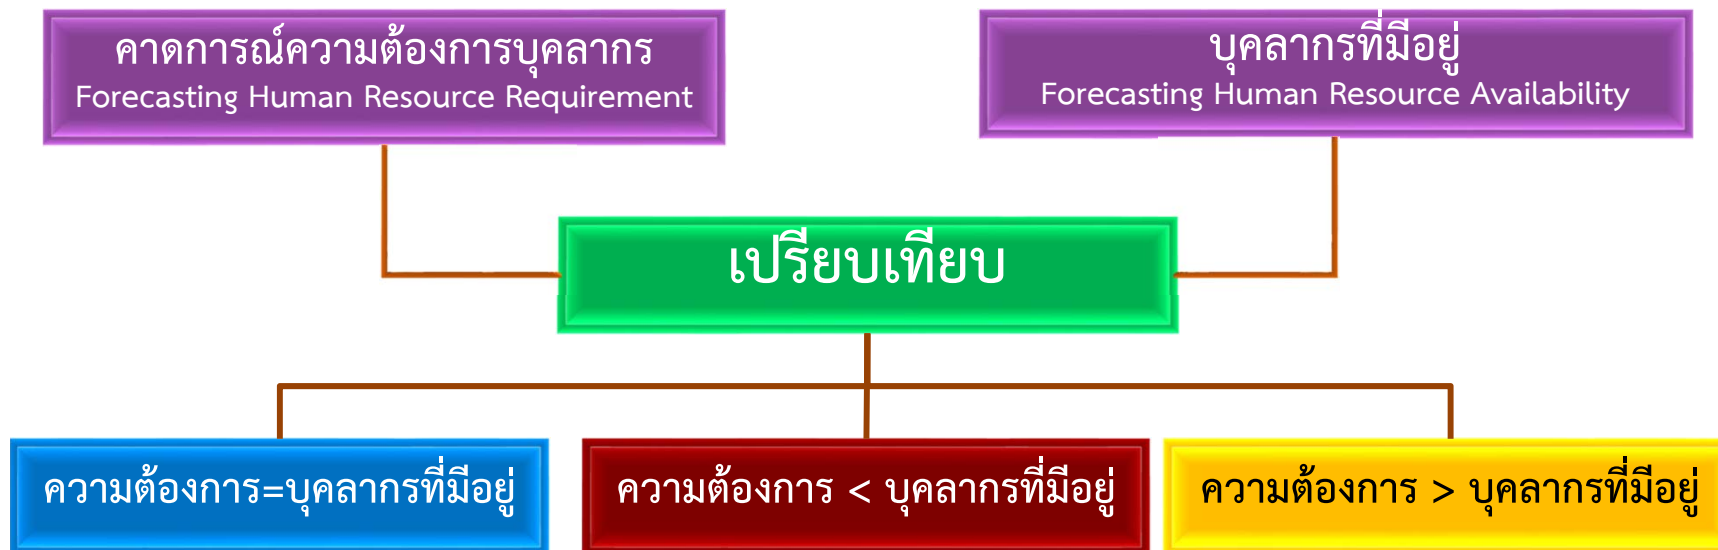 คาดการณ์ความต้องการบุคลากร
Forecasting Human Resource Requirement
บุคลากรที่มีอยู่
Forecasting Human Resource Availability
เปรียบเทียบ
ความต้องการ=บุคลากรที่มีอยู่
ความต้องการ < บุคลากรที่มีอยู่
ความต้องการ > บุคลากรที่มีอยู่